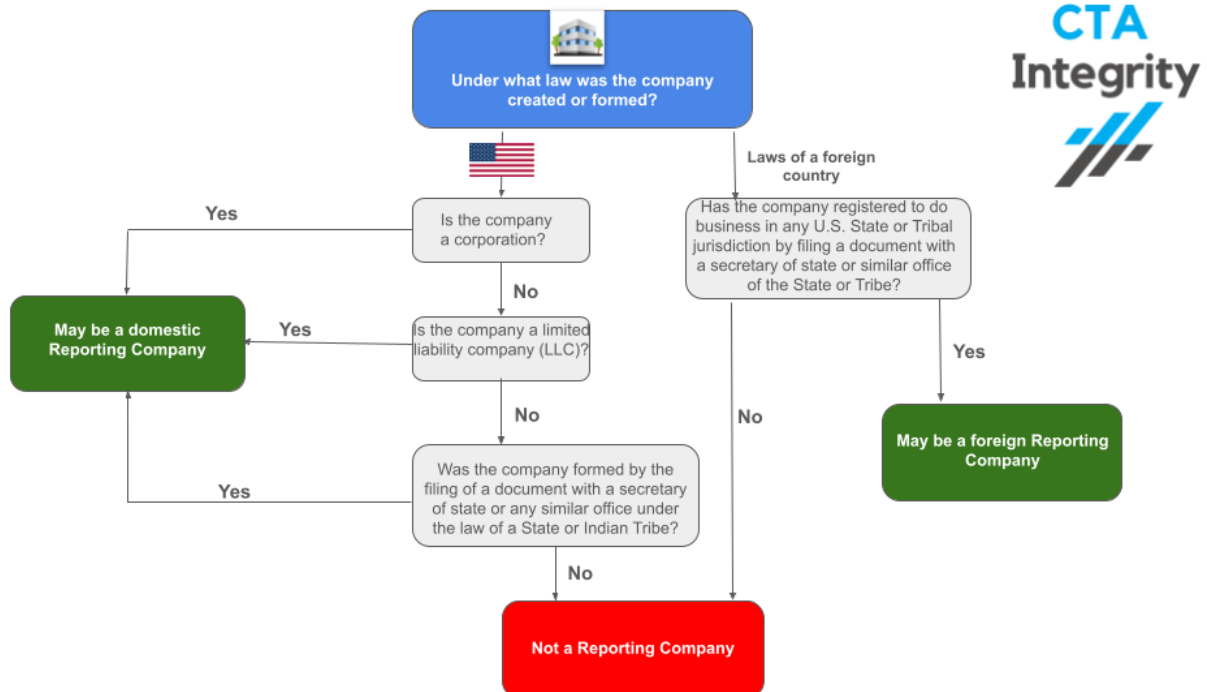 CTA
Integrity
Under what law was the company
created or formed?
Laws of a foreign
country
Yes
Is the company
a corporation?
Has the company registered to do
business in any U.S. State or Tribal
jurisdiction by filing a document with
a secretary of state or similar office
of the State or Tribe?
No
May be a domestic
Reporting Company
Yes
Is the company a limited
liability company (LLC)?
Yes
No
No
May be a foreign Reporting
Company
Was the company formed by the
filing of a document with a secretary
of state or any similar office under
the law of a State or Indian Tribe?
Yes
No
Not a Reporting Company